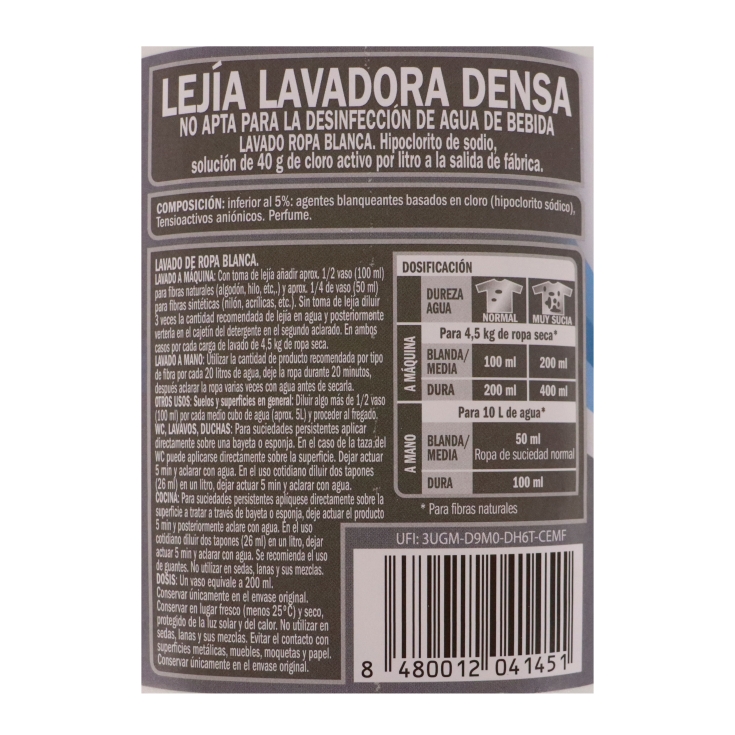 LEJÍA LAVADORA DENSA
NO APTA PARA LA DESINFECCIÓN DE AGUA DE BEBIDA
LAVADO ROPA BLANCA. Hipoclorito de sodio,
solución de 40 g de cloro activo por litro a la salida de fábrica.
COMPOSICIÓN: inferior al 5%: agentes blanqueantes basados en cloro (hipoclorito sódico),
Tensioactivos aniónicos. Perfume.
LAVADO DE ROPA BLANCA.
LAVADO A MÁQUINA: Con toma de lejía añadir aprox. 1/2 vaso (100 ml)
para fibras naturales (algodón, hilo, etc,.) y aprox. 1/4 de vaso (50 ml)
para fibras sintéticas (nilón, acrílicas, etc.). Sin toma de lejía diluir
3 veces la cantidad recomendada de lejía en agua y posteriormente
verterla en el cajetín del detergente en el segundo aclarado. En ambos
casos por cada carga de lavado de 4,5 kg de ropa seca.
LAVADO A MANO: Utilizar la cantidad de producto recomendada por tipo
de fibra por cada 20 litros de agua, deje la ropa durante 20 minutos,
después aclarar la ropa varias veces con agua antes de secarla.
OTROS USOS: Suelos y superficies en general: Diluir algo más de 1/2 vaso
(100 ml) por cada medio cubo de agua (aprox. 5L) y proceder al fregado.
WC, LAVAVOS, DUCHAS: Para suciedades persistentes aplicar
directamente sobre una bayeta o esponja. En el caso de la taza del
WC puede aplicarse directamente sobre la superficie. Dejar actuar
5 min y aclarar con agua. En el uso cotidiano diluir dos tapones
(26 ml) en un litro, dejar actuar 5 min y aclarar con agua.
COCINA: Para suciedades persistentes aplíquese directamente sobre la
superficie a tratar a través de bayeta o esponja, deje actuar el producto
5 min y posteriormente aclare con agua. En el uso
cotidiano diluir dos tapones (26 ml) en un litro, dejar
actuar 5 min y aclarar con agua. Se recomienda el uso
de guantes. No utilizar en sedas, lanas y sus mezclas.
DOSIS: Un vaso equivale a 200 ml.
Conservar únicamente en el envase original.
Conservar en lugar fresco (menos 25°C) y seco,
protegido de la luz solar y del calor. No utilizar en
sedas, lanas y sus mezclas. Evitar el contacto con
superficies metálicas, muebles, moquetas y papel.
Conservar únicamente en el envase original.
DOSIFICACIÓN
DUREZA AGUA NORMAL MUY SUCIA
A MÁQUINA
Para 4,5 kg de ropa seca*
BLANDA/ MEDIA 100 ml 200 ml
DURA 200 ml 400 ml
A MANO
Para 10 L de agua*
BLANDA/ MEDIA 50 ml
Ropa de suciedad normal
DURA 100 ml
* Para fibras naturales
UFI: 3UGM-D9M0-DH6T-CEMF
8 480012 041451